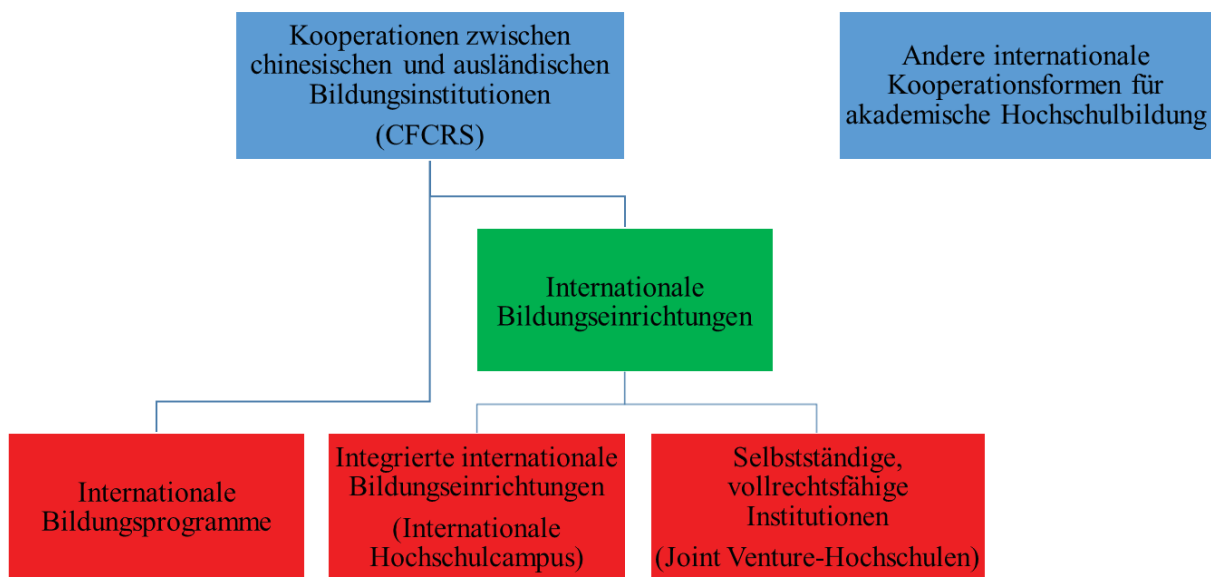 Kooperationen zwischen
chinesischen und ausländischen
Bildungsinstitutionen
(CFCRS)
Andere internationale
Kooperationsformen für
akademische Hochschulbildung
Internationale
Bildungseinrichtungen
Internationale
Bildungsprogramme
Integrierte internationale
Bildungseinrichtungen
(Internationale
Hochschulcampus)
Selbstständige,
vollrechtsfähige
Institutionen
(Joint Venture-Hochschulen)